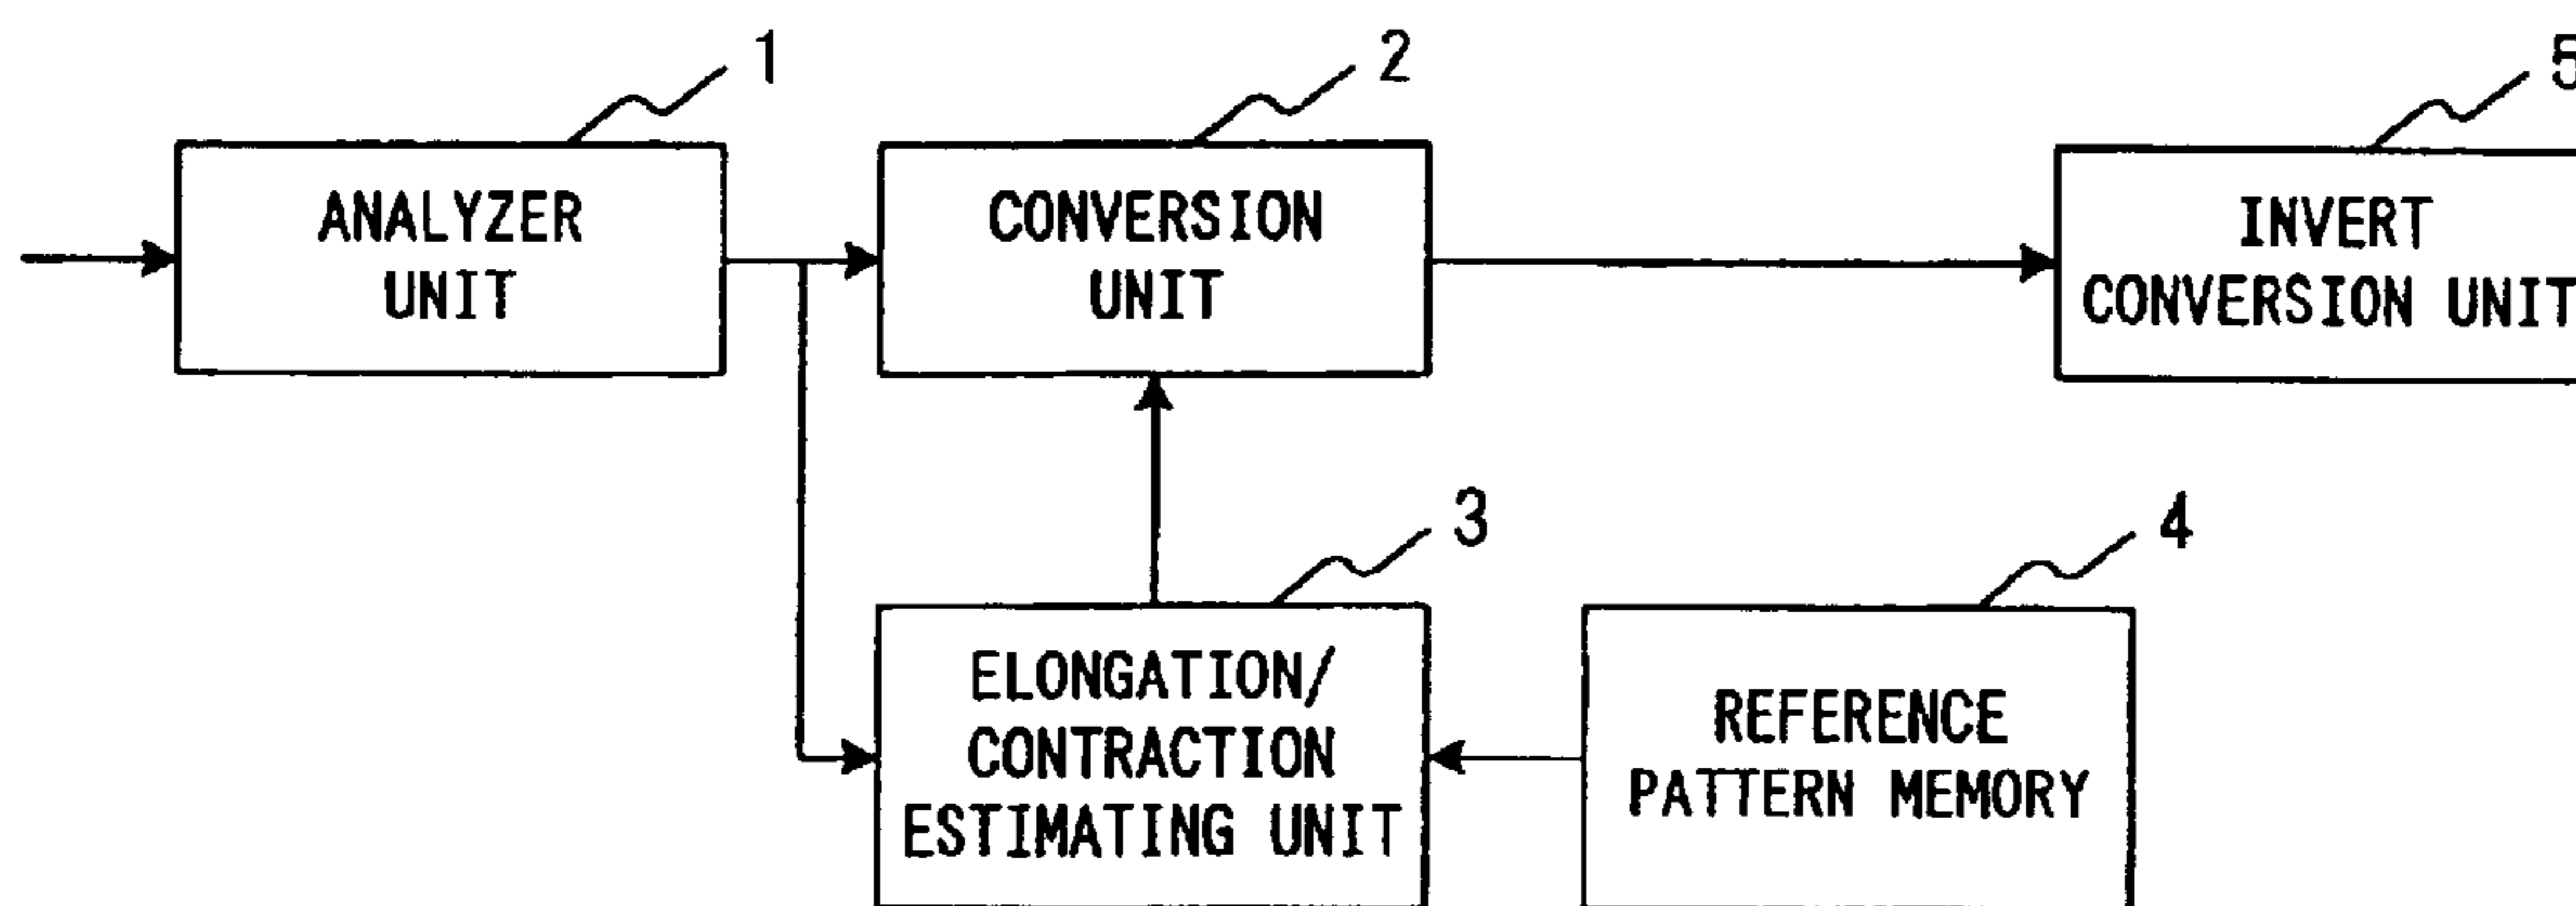 1
2
5
ANALYZER
UNIT
CONVERSION
UNIT
INVERT
CONVERSION UNIT
3
4
ELONGATION/
CONTRACTION
ESTIMATING UNIT
REFERENCE
PATTERN MEMORY